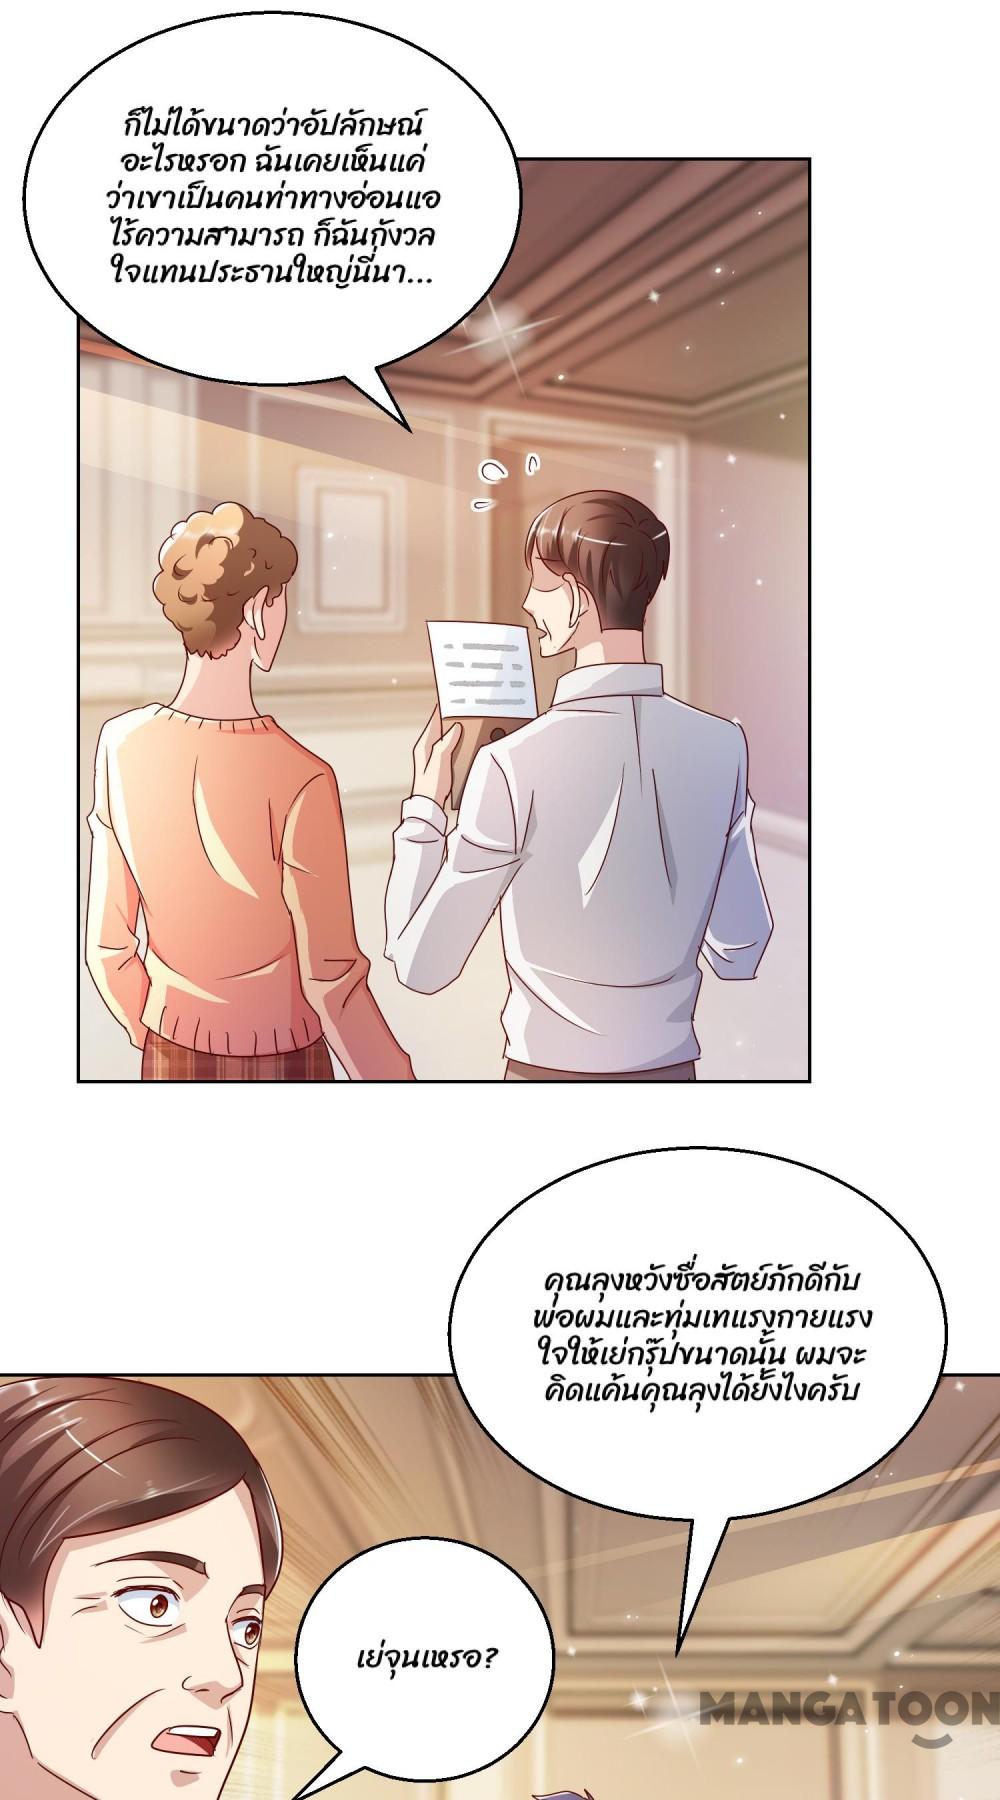 ก็ไม่ได้ขนาดว่าอัปลักษณ์
อะไรหรอก ฉันเคยเห็นแค่
ว่าเขาเป็นคนท่าทางอ่อนแอ
ไร้ความสามารถ ก็ฉันกังวล
ใจแทนประธานใหญ่นี่นา...
คุณลุงหวังซื่อสัตย์ภักดีกับ
พ่อผมและทุ่มเทแรงกายแรง
ใจให้เย่กรุ๊ปขนาดนั้น ผมจะ
คิดแค้นคุณลุงได้ยังไงครับ
เย่จุนเหรอ?
MANGATOON